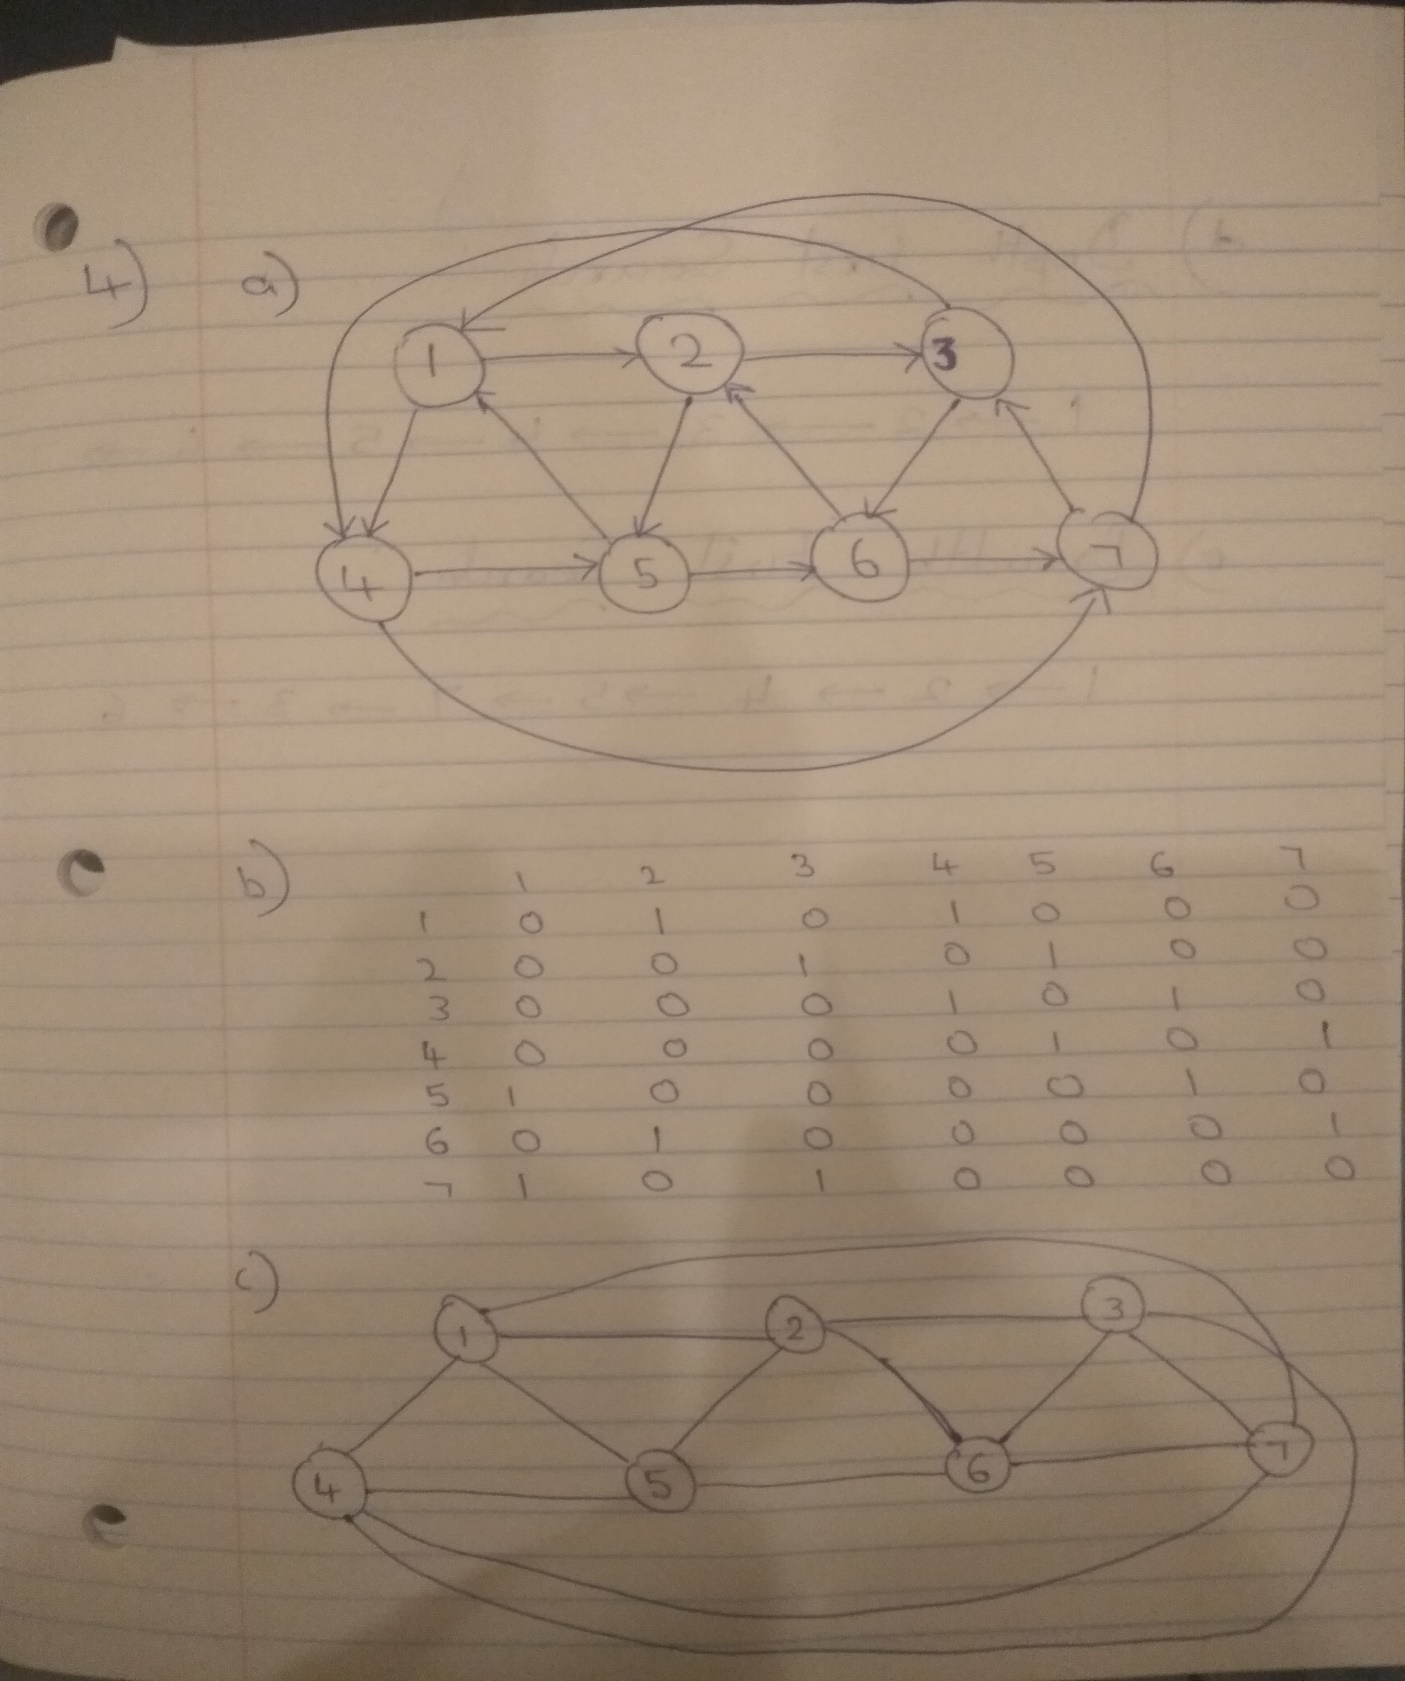 4) a)
1 2 3
4 5 6 7
b) 1 2 3 4 5 6 7
1 0 1 0 1 0 0 0
2 0 0 1 0 1 0 0
3 0 0 0 1 0 1 0
4 0 0 0 0 1 0 1
5 1 0 0 0 0 1 0
6 0 1 0 0 0 0 1
7 1 0 1 0 0 0 0
c)
1 2 3
4 5 6 7